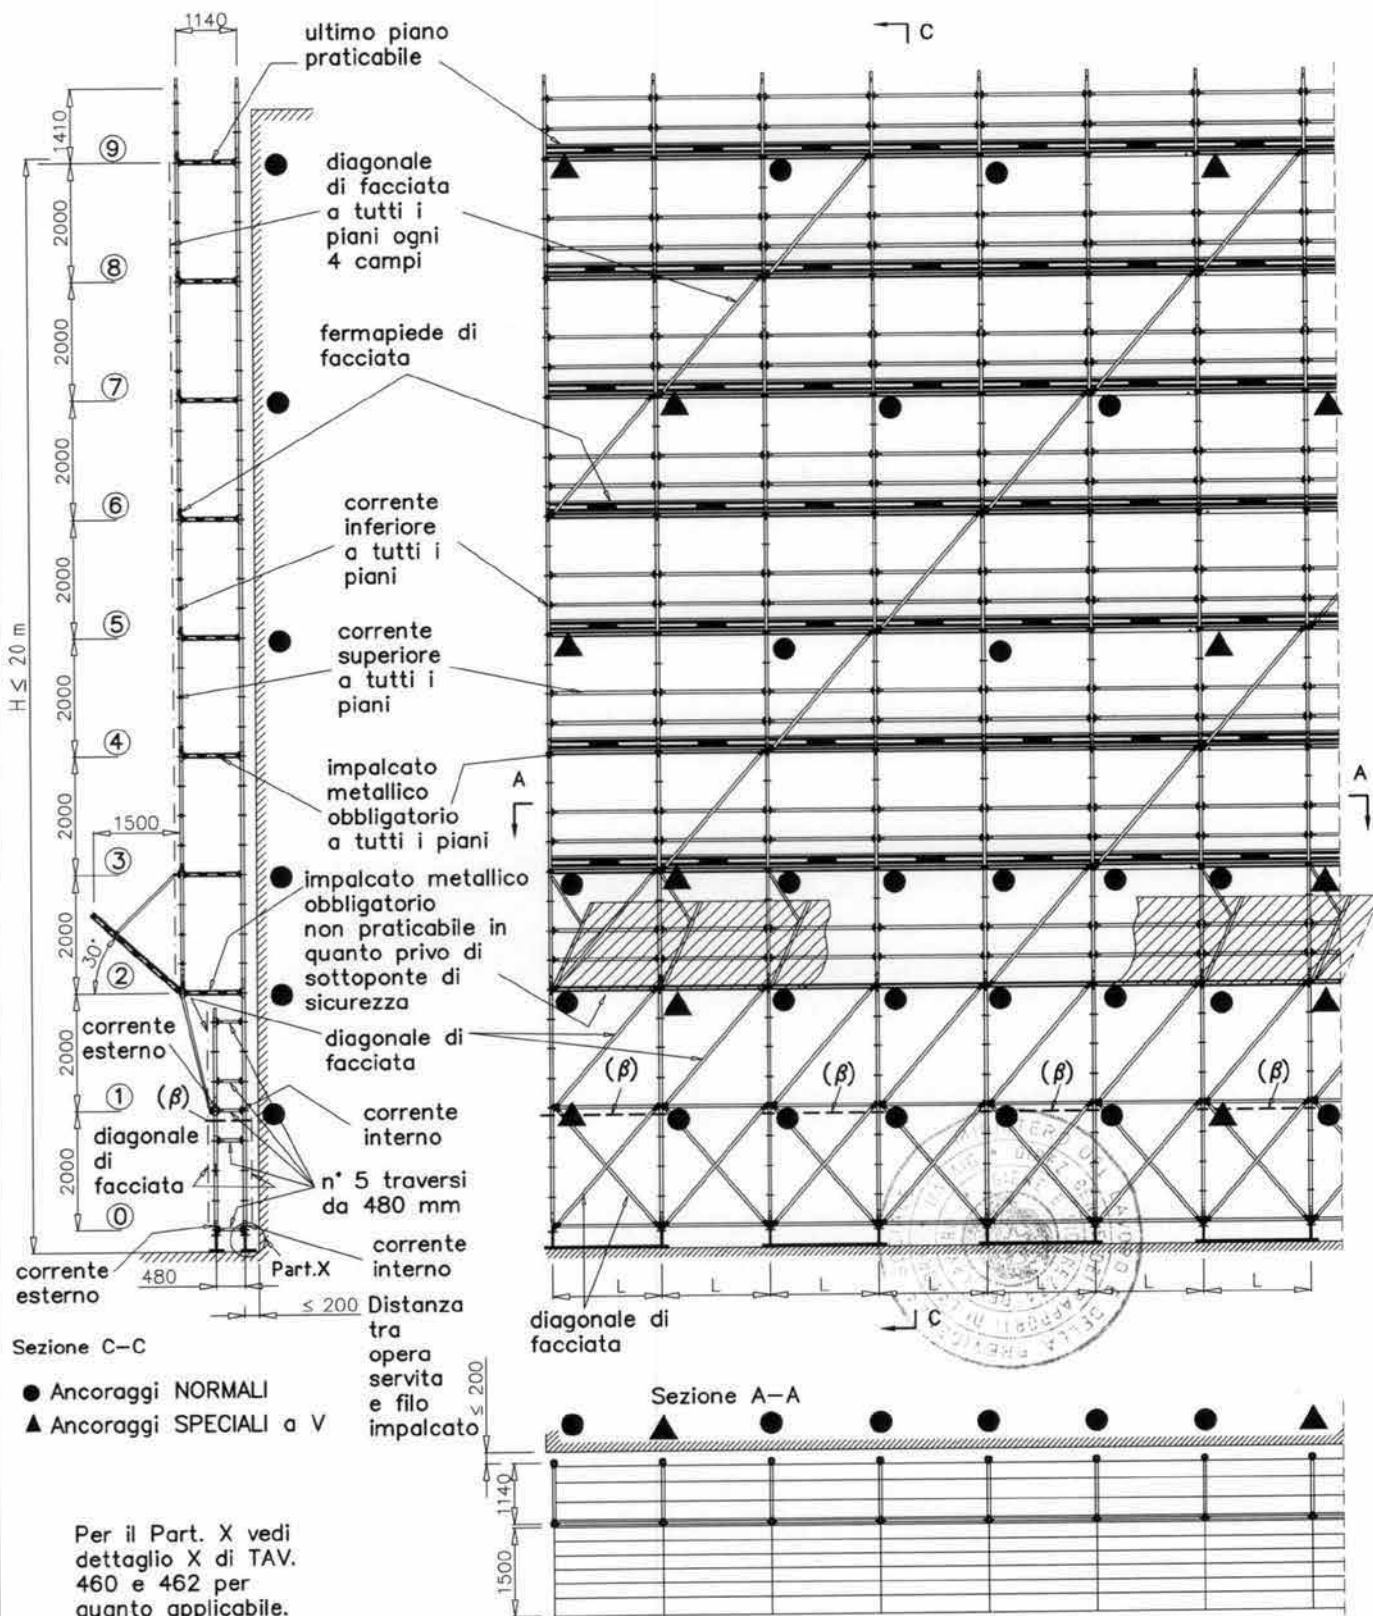 1140
ultimo piano
praticabile
C
1410
9
diagonale
di facciata
a tutti i
piani ogni
4 campi
2000
8
2000
fermapiede di
facciata
7
2000
6
corrente
inferiore
a tutti i
piani
2000
5
corrente
superiore
a tutti i
piani
H ≤ 20 m
2000
4
impalcato
metallico
obbligatorio
a tutti i piani
A
A
2000
1500
3
impalcato metallico
obbligatorio
non praticabile in
quanto privo di
sottoponte di
sicurezza
2000
30°
2
corrente
esterno
diagonale di
facciata
2000
(β)
(β)
(β)
(β)
1
(β)
corrente
interno
diagonale
di
facciata
2000
n° 5 traversi
da 480 mm
0
corrente
interno
Part.X
corrente
esterno
480
≤ 200
Distanza
tra
opera
servita
e filo
impalcato
L
L
L
L
L
L
L
diagonale di
facciata
C
Sezione C-C
● Ancoraggi NORMALI
▲ Ancoraggi SPECIALI a V
Sezione A-A
≤ 200
1140
1500
Per il Part. X vedi
dettaglio X di TAV.
460 e 462 per
quanto applicabile.